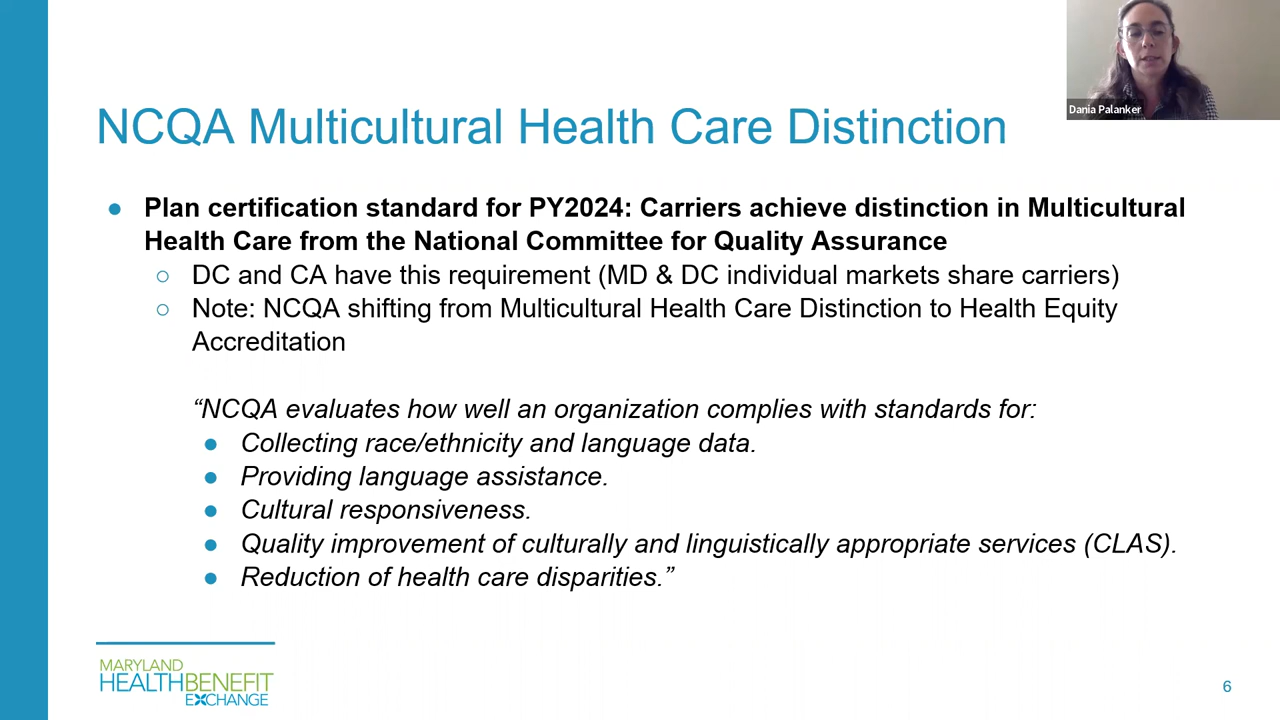 Dania Palanker
NCQA Multicultural Health Care Distinction
● Plan certification standard for PY2024: Carriers achieve distinction in Multicultural
Health Care from the National Committee for Quality Assurance
○ DC and CA have this requirement (MD & DC individual markets share carriers)
○ Note: NCQA shifting from Multicultural Health Care Distinction to Health Equity
Accreditation
“NCQA evaluates how well an organization complies with standards for:
● Collecting race/ethnicity and language data.
● Providing language assistance.
● Cultural responsiveness.
● Quality improvement of culturally and linguistically appropriate services (CLAS).
● Reduction of health care disparities.”
MARYLAND
HEALTHBENEFIT
EXCHANGE
6